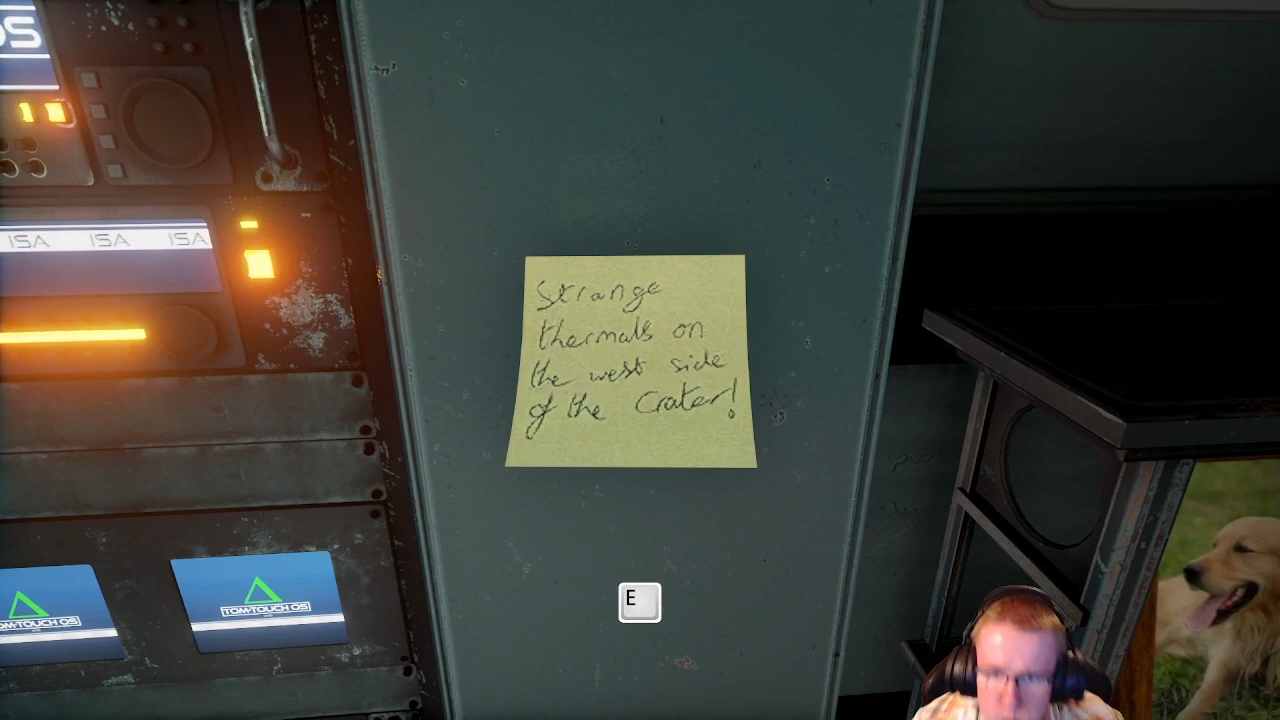 OS
ISA ISA ISA
Strange
thermals on
the west side
of the Crater!
TOM-TOUCH OS
TOM-TOUCH OS
E